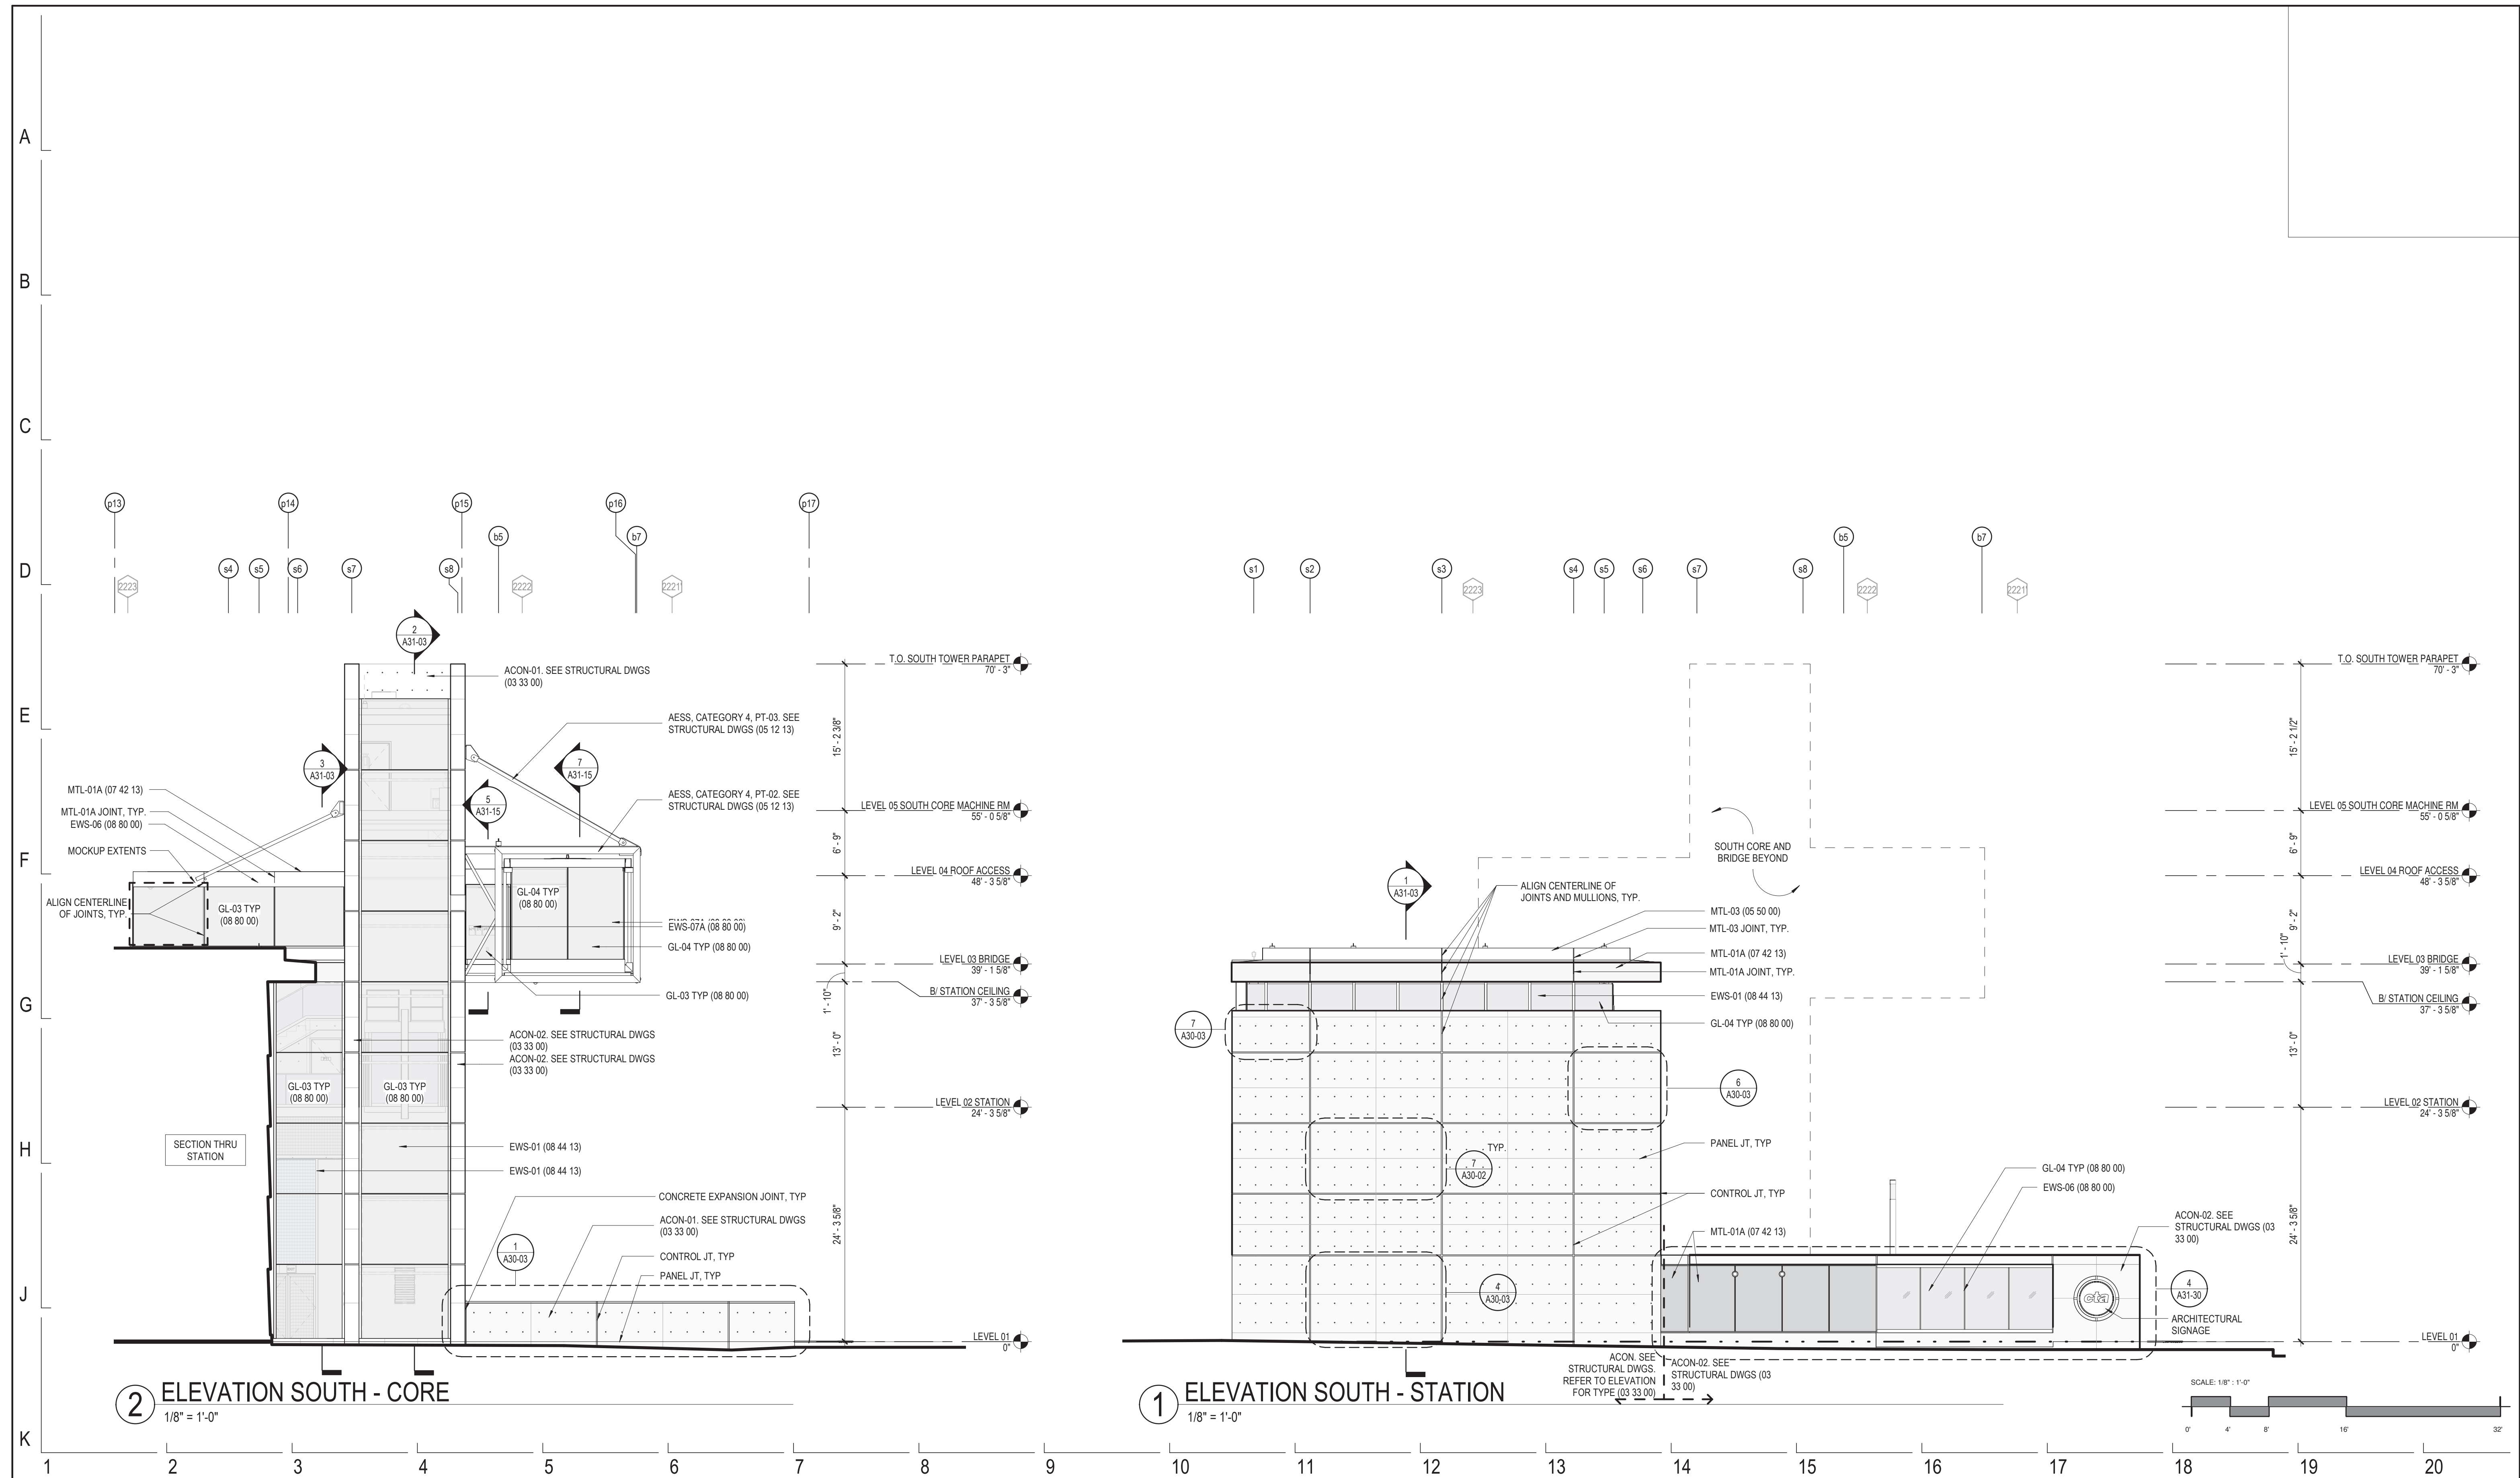 A
B
C
D
E
F
G
H
J
K
p13
p14
p15
p16
p17
b5
b7
s4
s5
s6
s7
s8
2223
2222
2221
2
A31-03
ACON-01. SEE STRUCTURAL DWGS
(03 33 00)
AESS, CATEGORY 4, PT-03. SEE
STRUCTURAL DWGS (05 12 13)
3
A31-03
7
A31-15
5
A31-15
AESS, CATEGORY 4, PT-02. SEE
STRUCTURAL DWGS (05 12 13)
MTL-01A (07 42 13)
MTL-01A JOINT, TYP.
EWS-06 (08 80 00)
MOCKUP EXTENTS
ALIGN CENTERLINE
OF JOINTS, TYP.
GL-03 TYP
(08 80 00)
GL-04 TYP
(08 80 00)
EWS-07A (08 80 00)
EWS-07A (08 80 00)
GL-04 TYP (08 80 00)
GL-03 TYP (08 80 00)
ACON-02. SEE STRUCTURAL DWGS
(03 33 00)
ACON-02. SEE STRUCTURAL DWGS
(03 33 00)
GL-03 TYP
(08 80 00)
GL-03 TYP
(08 80 00)
SECTION THRU
STATION
EWS-01 (08 44 13)
EWS-01 (08 44 13)
CONCRETE EXPANSION JOINT, TYP
ACON-01. SEE STRUCTURAL DWGS
(03 33 00)
1
A30-03
CONTROL JT, TYP
PANEL JT, TYP
T.O. SOUTH TOWER PARAPET
70' - 3"
15' - 2 3/8"
LEVEL 05 SOUTH CORE MACHINE RM
55' - 0 5/8"
6' - 9"
LEVEL 04 ROOF ACCESS
48' - 3 5/8"
9' - 2"
LEVEL 03 BRIDGE
39' - 1 5/8"
1' - 10"
B/ STATION CEILING
37' - 3 5/8"
13' - 0"
LEVEL 02 STATION
24' - 3 5/8"
24' - 3 5/8"
LEVEL 01
0"
2
ELEVATION SOUTH - CORE
1/8" = 1'-0"
s1
s2
s3
s4
s5
s6
s7
s8
b5
b7
2223
2222
2221
SOUTH CORE AND
BRIDGE BEYOND
1
A31-03
ALIGN CENTERLINE OF
JOINTS AND MULLIONS, TYP.
MTL-03 (05 50 00)
MTL-03 JOINT, TYP.
MTL-01A (07 42 13)
MTL-01A JOINT, TYP.
EWS-01 (08 44 13)
GL-04 TYP (08 80 00)
7
A30-03
6
A30-03
TYP.
7
A30-02
PANEL JT, TYP
CONTROL JT, TYP
MTL-01A (07 42 13)
4
A30-03
GL-04 TYP (08 80 00)
EWS-06 (08 80 00)
ACON-02. SEE
STRUCTURAL DWGS (03
33 00)
cta
4
A31-30
ARCHITECTURAL
SIGNAGE
ACON. SEE
STRUCTURAL DWGS.
REFER TO ELEVATION
FOR TYPE (03 33 00)
ACON-02. SEE
STRUCTURAL DWGS (03
33 00)
T.O. SOUTH TOWER PARAPET
70' - 3"
15' - 2 1/2"
LEVEL 05 SOUTH CORE MACHINE RM
55' - 0 5/8"
6' - 9"
LEVEL 04 ROOF ACCESS
48' - 3 5/8"
9' - 2"
1' - 10"
LEVEL 03 BRIDGE
39' - 1 5/8"
B/ STATION CEILING
37' - 3 5/8"
13' - 0"
LEVEL 02 STATION
24' - 3 5/8"
24' - 3 5/8"
LEVEL 01
0"
1
ELEVATION SOUTH - STATION
1/8" = 1'-0"
SCALE: 1/8" : 1'-0"
0' 4' 8' 16' 32'
1 2 3 4 5 6 7 8 9 10 11 12 13 14 15 16 17 18 19 20